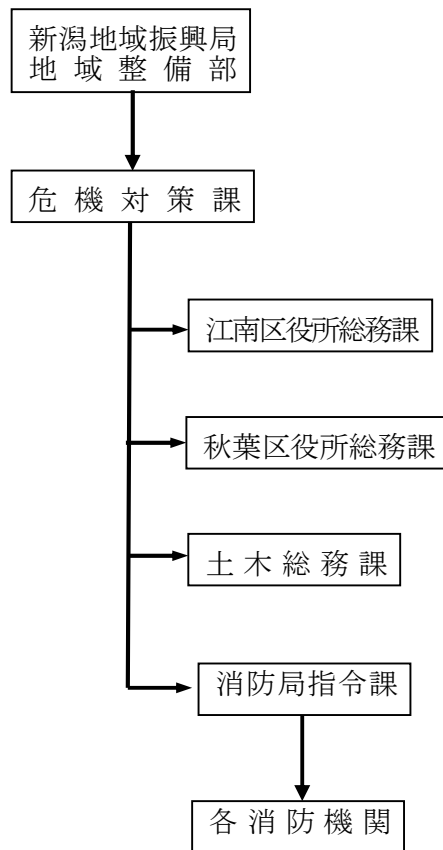 新潟地域振興局
地域整備部
危機対策課
江南区役所総務課
秋葉区役所総務課
土木総務課
消防局指令課
各消防機関